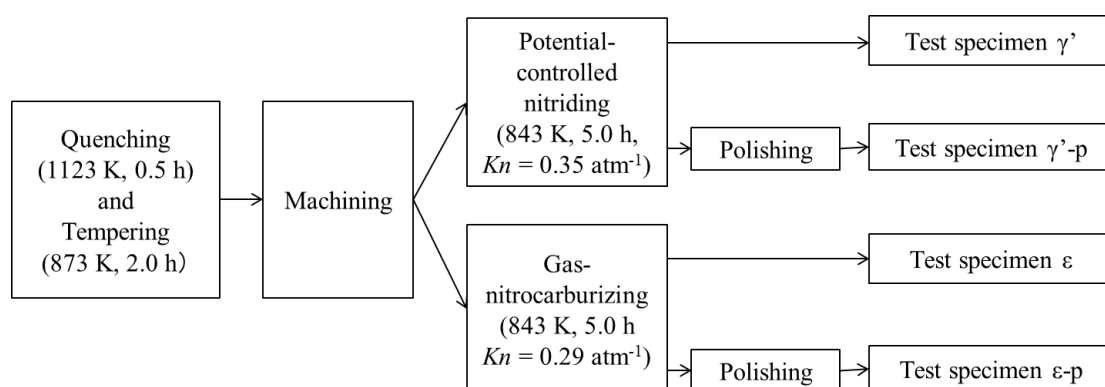 Quenching
(1123 K, 0.5 h)
and
Tempering
(873 K, 2.0 h)
Machining
Potential-
controlled
nitriding
(843 K, 5.0 h,
Kn = 0.35 atm⁻¹)
Polishing
Test specimen γ’
Test specimen γ’-p
Gas-
nitrocarburizing
(843 K, 5.0 h
Kn = 0.29 atm⁻¹)
Polishing
Test specimen ε
Test specimen ε-p